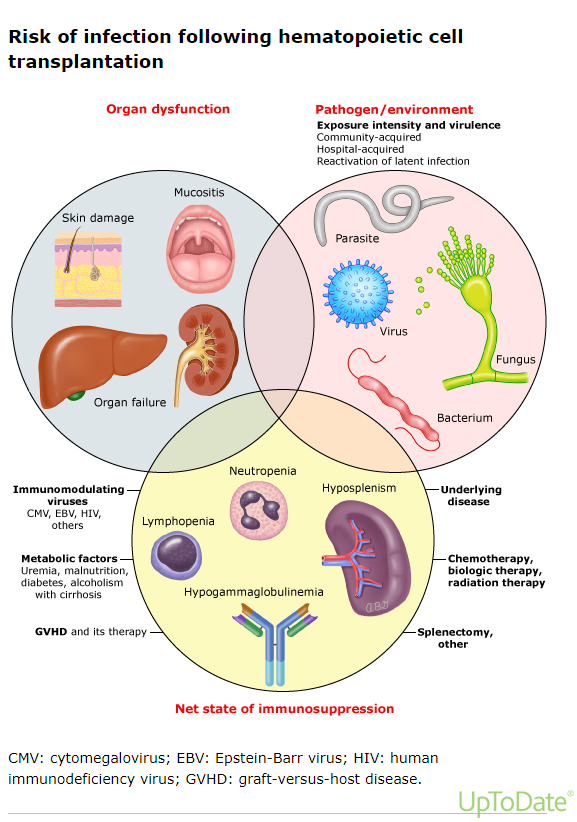 Risk of infection following hematopoietic cell
transplantation
Organ dysfunction
Pathogen/environment
Exposure intensity and virulence
Community-acquired
Hospital-acquired
Reactivation of latent infection
Mucositis
Skin damage
Parasite
Virus
Fungus
Organ failure
Bacterium
Neutropenia
Immunomodulating
viruses
CMV, EBV, HIV,
others
Hyposplenism
Underlying
disease
Lymphopenia
Metabolic factors
Uremia, malnutrition,
diabetes, alcoholism
with cirrhosis
Chemotherapy,
biologic therapy,
radiation therapy
Hypogammaglobulinemia
GVHD and its therapy
Splenectomy,
other
Net state of immunosuppression
CMV: cytomegalovirus; EBV: Epstein-Barr virus; HIV: human
immunodeficiency virus; GVHD: graft-versus-host disease.
UpToDate®